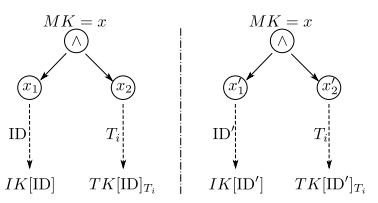 MK = x
∧
x₁ x₂
ID Tᵢ
IK[ID] TK[ID]_{Tᵢ}
MK = x
∧
x′₁ x′₂
ID′ Tᵢ
IK[ID′] TK[ID′]_{Tᵢ}